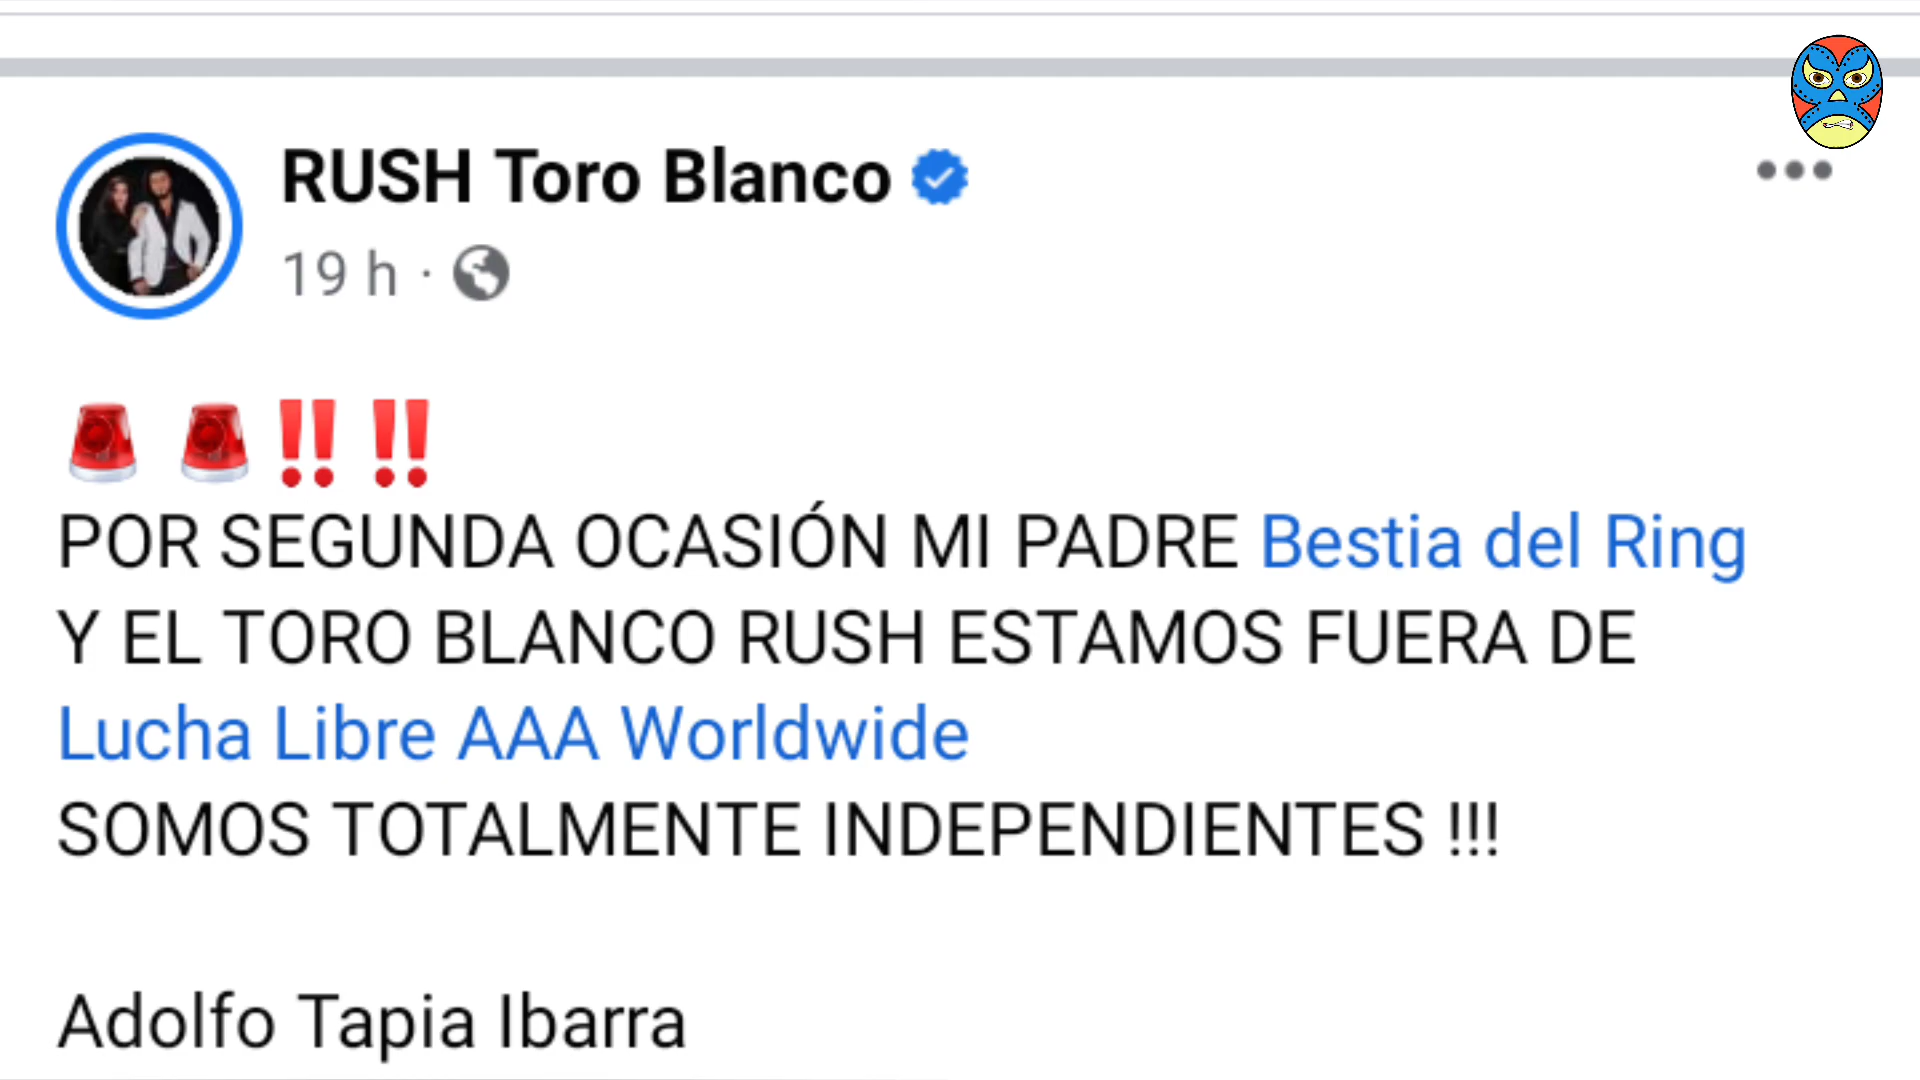 RUSH Toro Blanco
19 h ·
🚨 🚨‼️ ‼️
POR SEGUNDA OCASIÓN MI PADRE Bestia del Ring
Y EL TORO BLANCO RUSH ESTAMOS FUERA DE
Lucha Libre AAA Worldwide
SOMOS TOTALMENTE INDEPENDIENTES !!!
Adolfo Tapia Ibarra